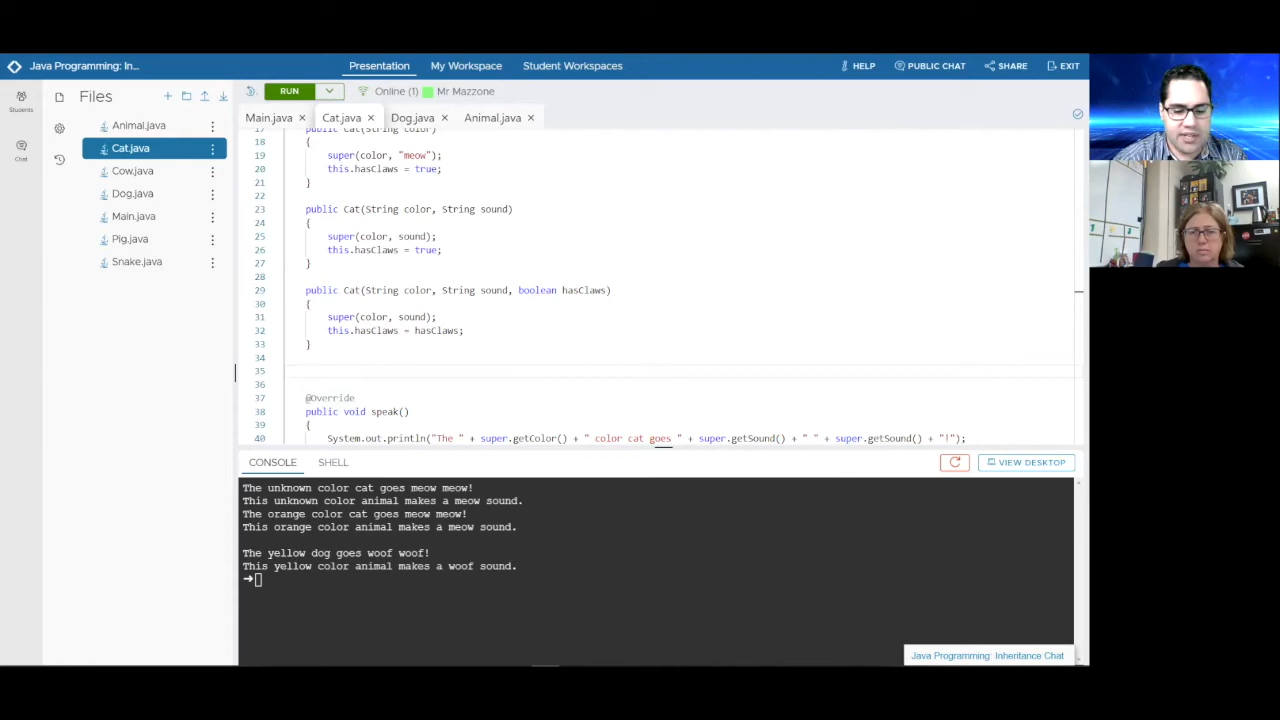 Java Programming: In...
Presentation
My Workspace
Student Workspaces
HELP
PUBLIC CHAT
SHARE
EXIT
Students
Chat
Files
Animal.java
Cat.java
Cow.java
Dog.java
Main.java
Pig.java
Snake.java
RUN
Online (1)
Mr Mazzone
Main.java ×
Cat.java ×
Dog.java ×
Animal.java ×
17 public Cat(String color)
18 {
19 super(color, "meow");
20 this.hasClaws = true;
21 }
22
23 public Cat(String color, String sound)
24 {
25 super(color, sound);
26 this.hasClaws = true;
27 }
28
29 public Cat(String color, String sound, boolean hasClaws)
30 {
31 super(color, sound);
32 this.hasClaws = hasClaws;
33 }
34
35
36
37 @Override
38 public void speak()
39 {
40 System.out.println("The " + super.getColor() + " color cat goes " + super.getSound() + " " + super.getSound() + "!");
CONSOLE
SHELL
VIEW DESKTOP
The unknown color cat goes meow meow!
This unknown color animal makes a meow sound.
The orange color cat goes meow meow!
This orange color animal makes a meow sound.
The yellow dog goes woof woof!
This yellow color animal makes a woof sound.
Java Programming: Inheritance Chat